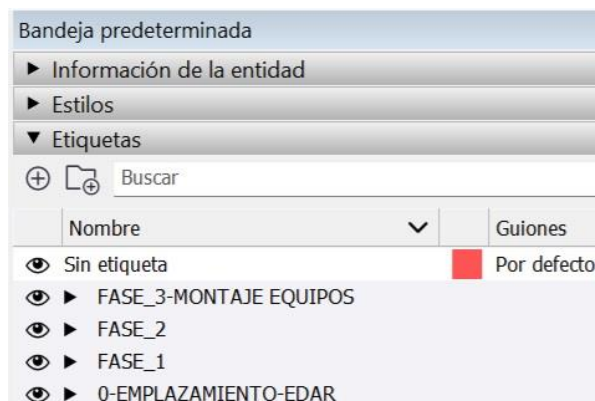 Bandeja predeterminada
Información de la entidad
Estilos
Etiquetas
Buscar
Nombre Guiones
Sin etiqueta Por defecto
FASE_3-MONTAJE EQUIPOS
FASE_2
FASE_1
0-EMPLAZAMIENTO-EDAR